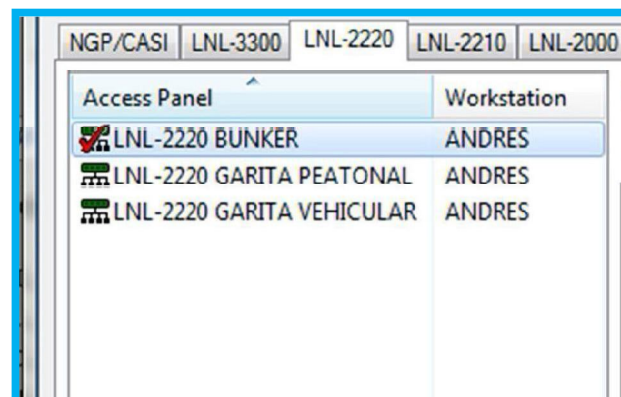 NGP/CASI LNL-3300 LNL-2220 LNL-2210 LNL-2000
Access Panel Workstation
LNL-2220 BUNKER ANDRES
LNL-2220 GARITA PEATONAL ANDRES
LNL-2220 GARITA VEHICULAR ANDRES